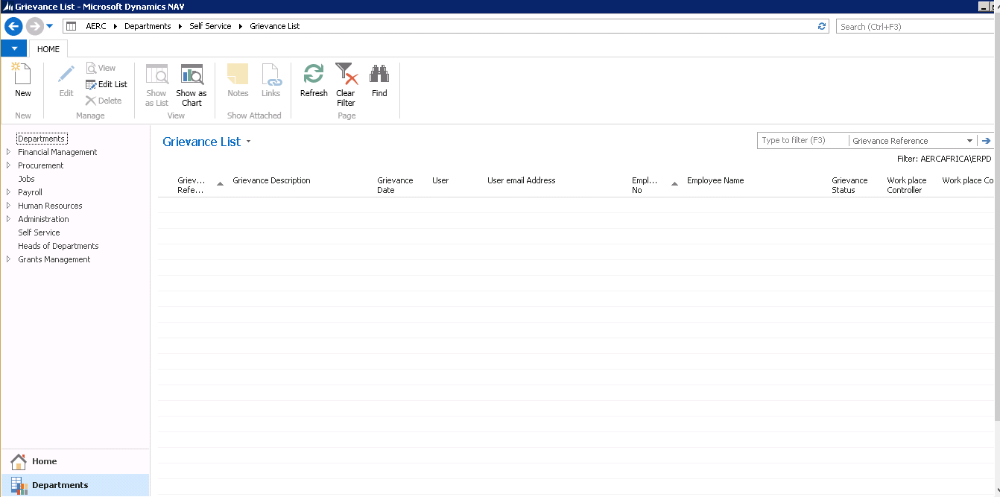 Grievance List - Microsoft Dynamics NAV
AERC Departments Self Service Grievance List
Search (Ctrl+F3)
HOME
New
Edit
View
Edit List
Delete
Show as List
Show as Chart
Notes
Links
Refresh
Clear Filter
Find
New
Manage
View
Show Attached
Page
Departments
Financial Management
Procurement
Jobs
Payroll
Human Resources
Administration
Self Service
Heads of Departments
Grants Management
Home
Departments
Grievance List
Type to filter (F3)
Grievance Reference
Filter: AERCAFRICA\ERPD
Griev... Refe...
Grievance Description
Grievance Date
User
User email Address
Empl... No
Employee Name
Grievance Status
Work place Controller
Work place Co